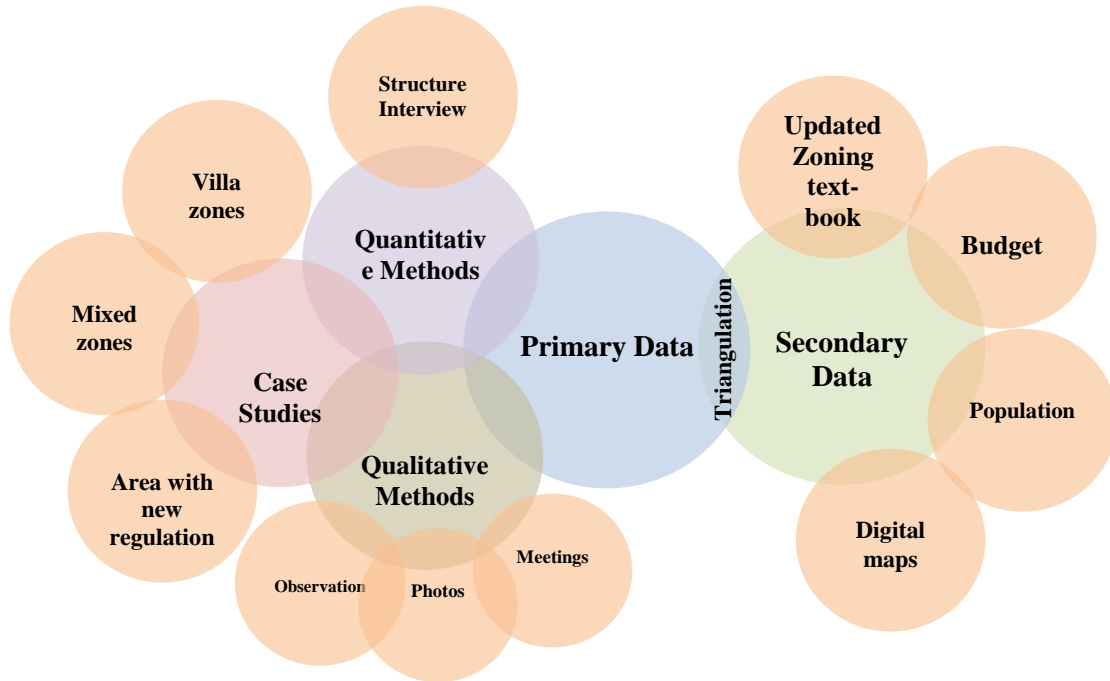 Structure
Interview
Updated
Zoning
text-
book
Villa
zones
Quantitativ
e Methods
Budget
Mixed
zones
Primary Data
Triangulation
Secondary
Data
Case
Studies
Population
Qualitative
Methods
Area with
new
regulation
Digital
maps
Observation
Photos
Meetings